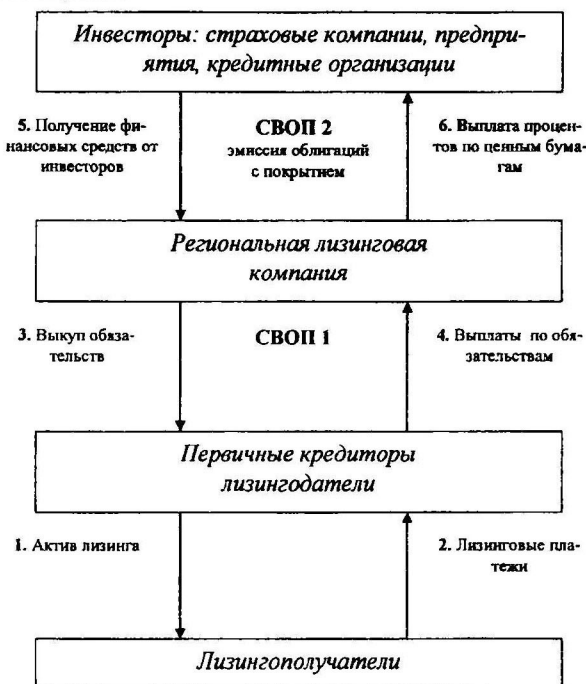 Инвесторы: страховые компании, предпри-
ятия, кредитные организации
5. Получение фи-
нансовых средств от
инвесторов
СВОП 2
эмиссия облигаций
с покрытием
6. Выплата процен-
тов по ценным бума-
гам
Региональная лизинговая
компания
3. Выкуп обяза-
тельств
СВОП 1
4. Выплаты по обя-
зательствам
Первичные кредиторы
лизингодатели
1. Актив лизинга
2. Лизинговые пла-
тежи
Лизингополучатели